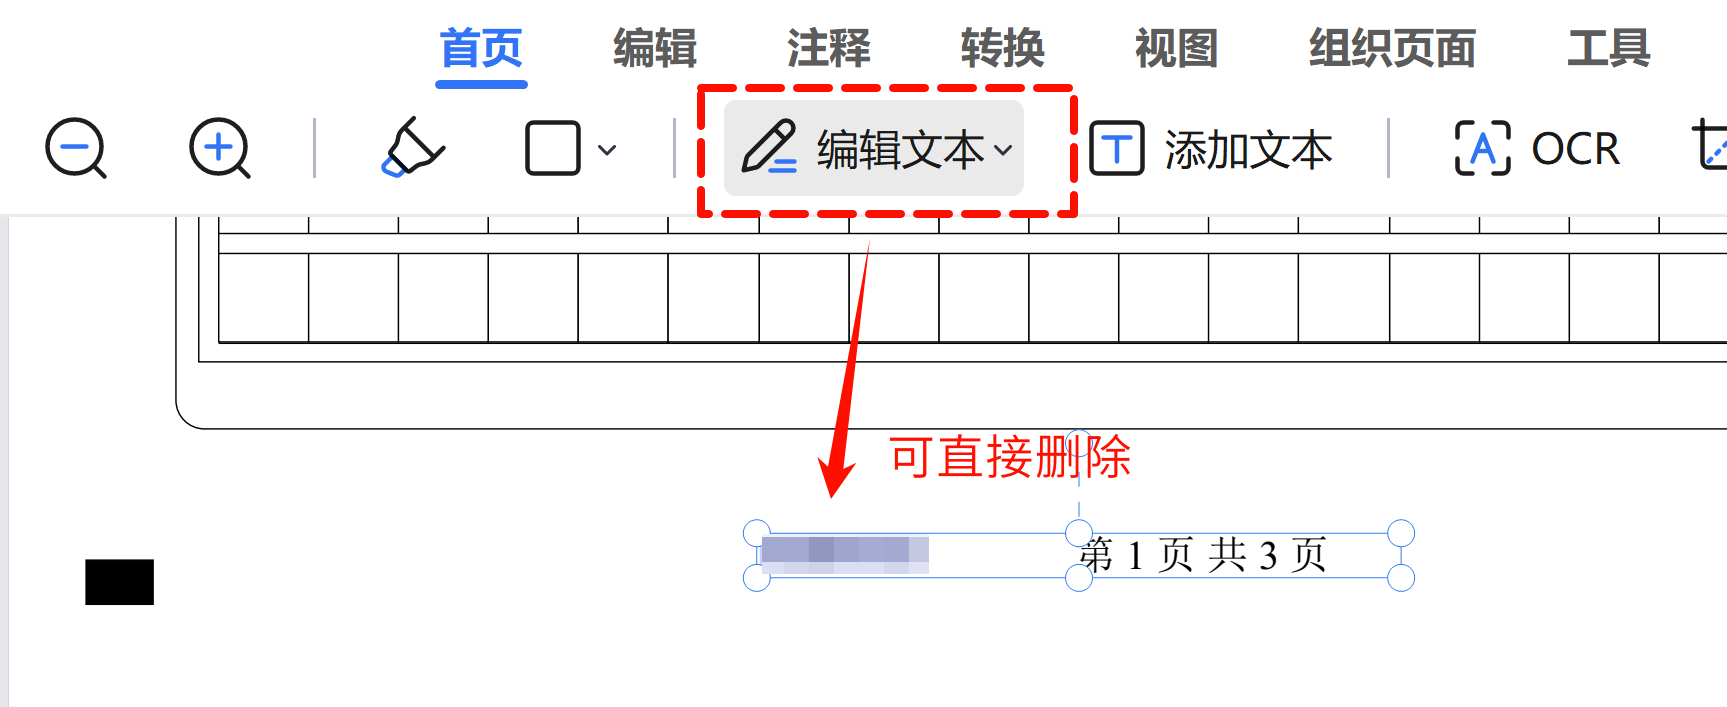 首页 编辑 注释 转换 视图 组织页面 工具
编辑文本 添加文本 OCR
可直接删除
第 1 页 共 3 页